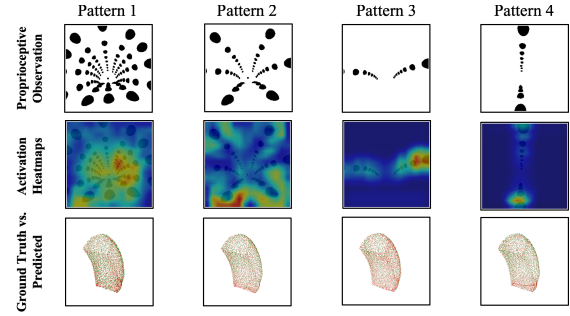 Pattern 1
Pattern 2
Pattern 3
Pattern 4
Proprioceptive
Observation
Activation
Heatmaps
Ground Truth vs.
Predicted